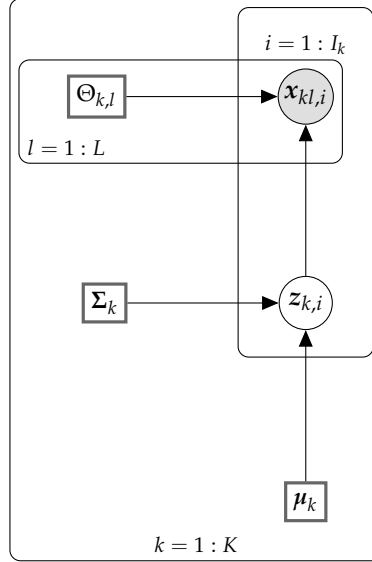 i = 1 : I_k
Θ_{k,l}
x_{kl,i}
l = 1 : L
Σ_k
z_{k,i}
μ_k
k = 1 : K